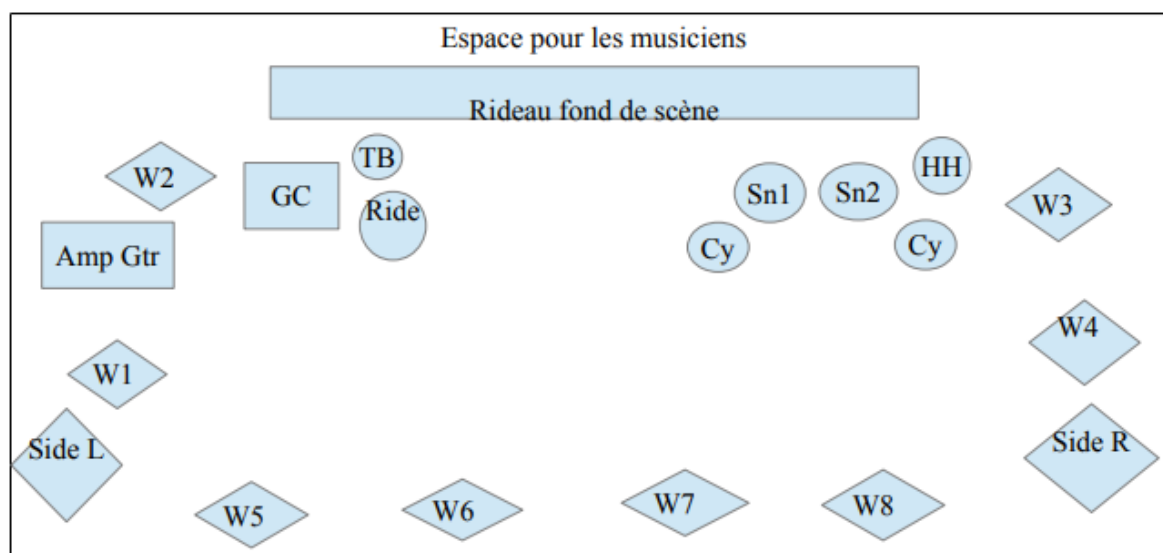 Espace pour les musiciens
Rideau fond de scène
TB
HH
W2
GC
Sn1
Sn2
Ride
W3
Cy
Cy
Amp Gtr
W4
W1
Side L
Side R
W5
W6
W7
W8